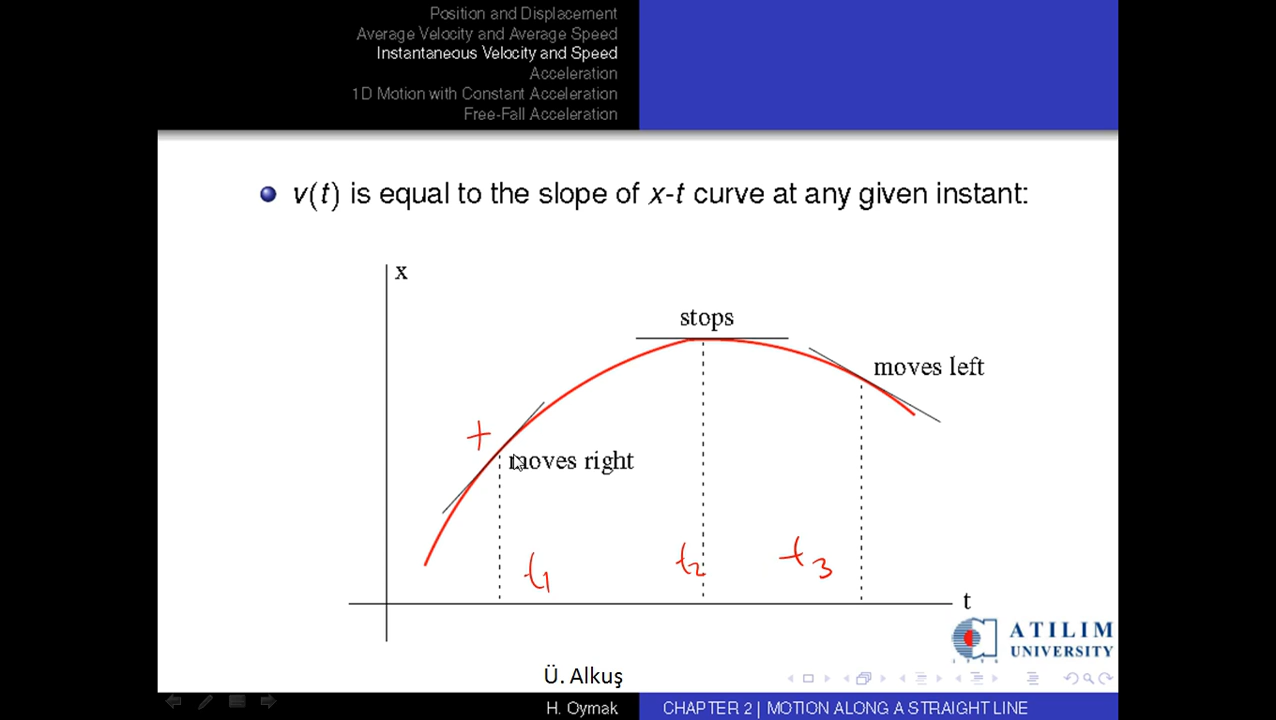 Position and Displacement
Average Velocity and Average Speed
Instantaneous Velocity and Speed
Acceleration
1D Motion with Constant Acceleration
Free-Fall Acceleration
v(t) is equal to the slope of x-t curve at any given instant:
x
stops
moves left
+
moves right
t₁
t₂
t₃
t
ATILIM
UNIVERSITY
Ü. Alkuş
H. Oymak
CHAPTER 2 | MOTION ALONG A STRAIGHT LINE